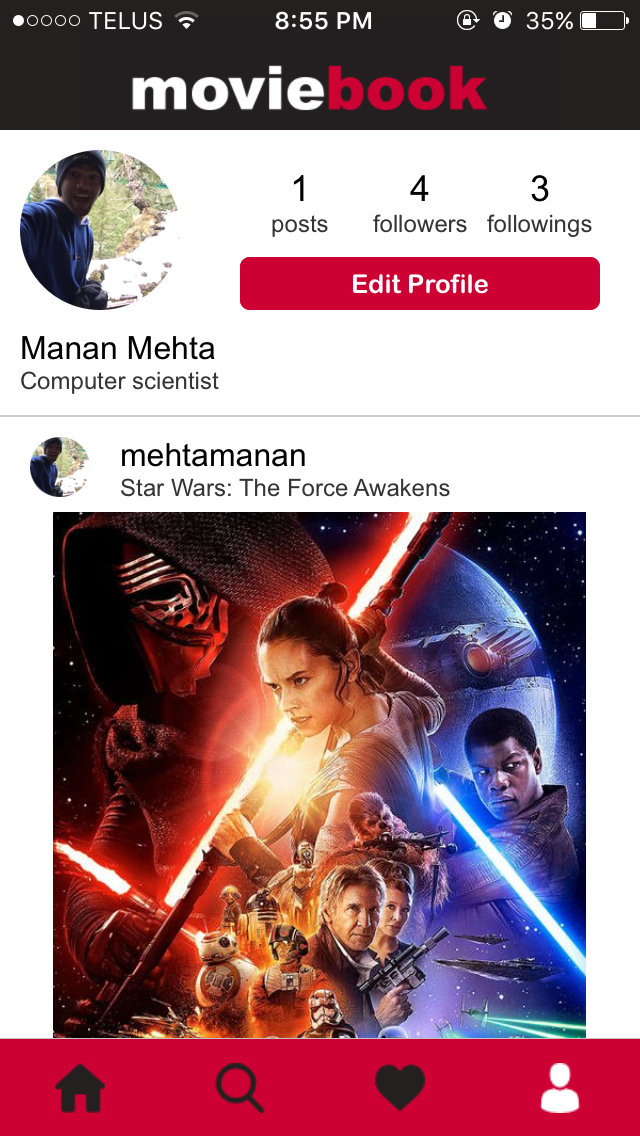 TELUS 8:55 PM 35%
moviebook
1 4 3
posts followers followings
Edit Profile
Manan Mehta
Computer scientist
mehtamanan
Star Wars: The Force Awakens